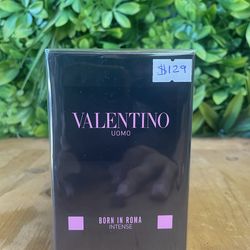 $129
VALENTINO
UOMO
BORN IN ROMA
INTENSE